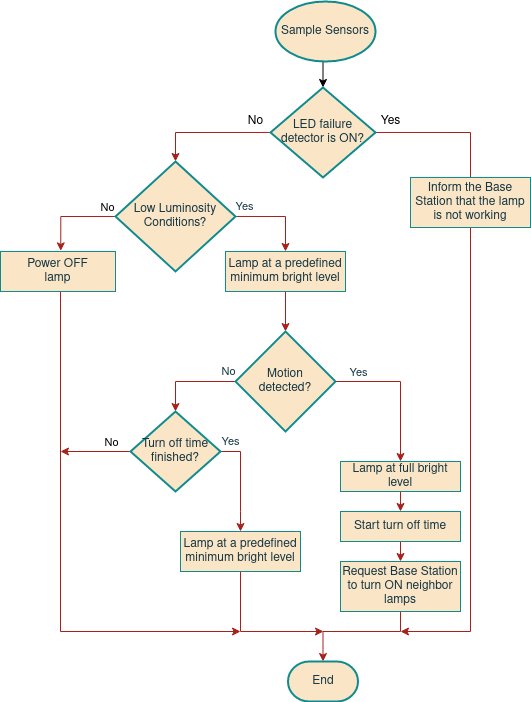 Sample Sensors
No
Yes
LED failure
detector is ON?
Inform the Base
Station that the lamp
is not working
No
Low Luminosity
Conditions?
Yes
Power OFF
lamp
Lamp at a predefined
minimum bright level
No
Motion
detected?
Yes
No
Turn off time
finished?
Yes
Lamp at full bright
level
Start turn off time
Lamp at a predefined
minimum bright level
Request Base Station
to turn ON neighbor
lamps
End